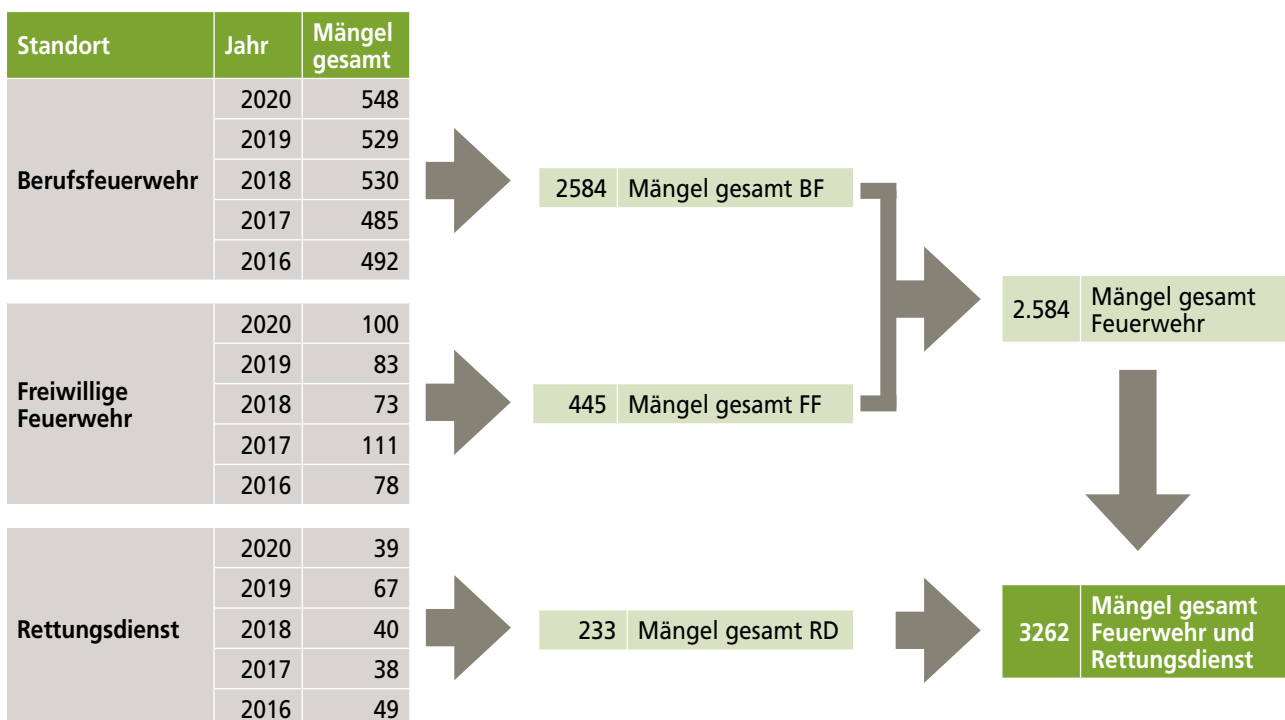 Standort Jahr Mängel gesamt
Berufsfeuerwehr
2020 548
2019 529
2018 530
2017 485
2016 492
2584 Mängel gesamt BF
Freiwillige
Feuerwehr
2020 100
2019 83
2018 73
2017 111
2016 78
445 Mängel gesamt FF
2.584 Mängel gesamt
Feuerwehr
Rettungsdienst
2020 39
2019 67
2018 40
2017 38
2016 49
233 Mängel gesamt RD
3262 Mängel gesamt
Feuerwehr und
Rettungsdienst